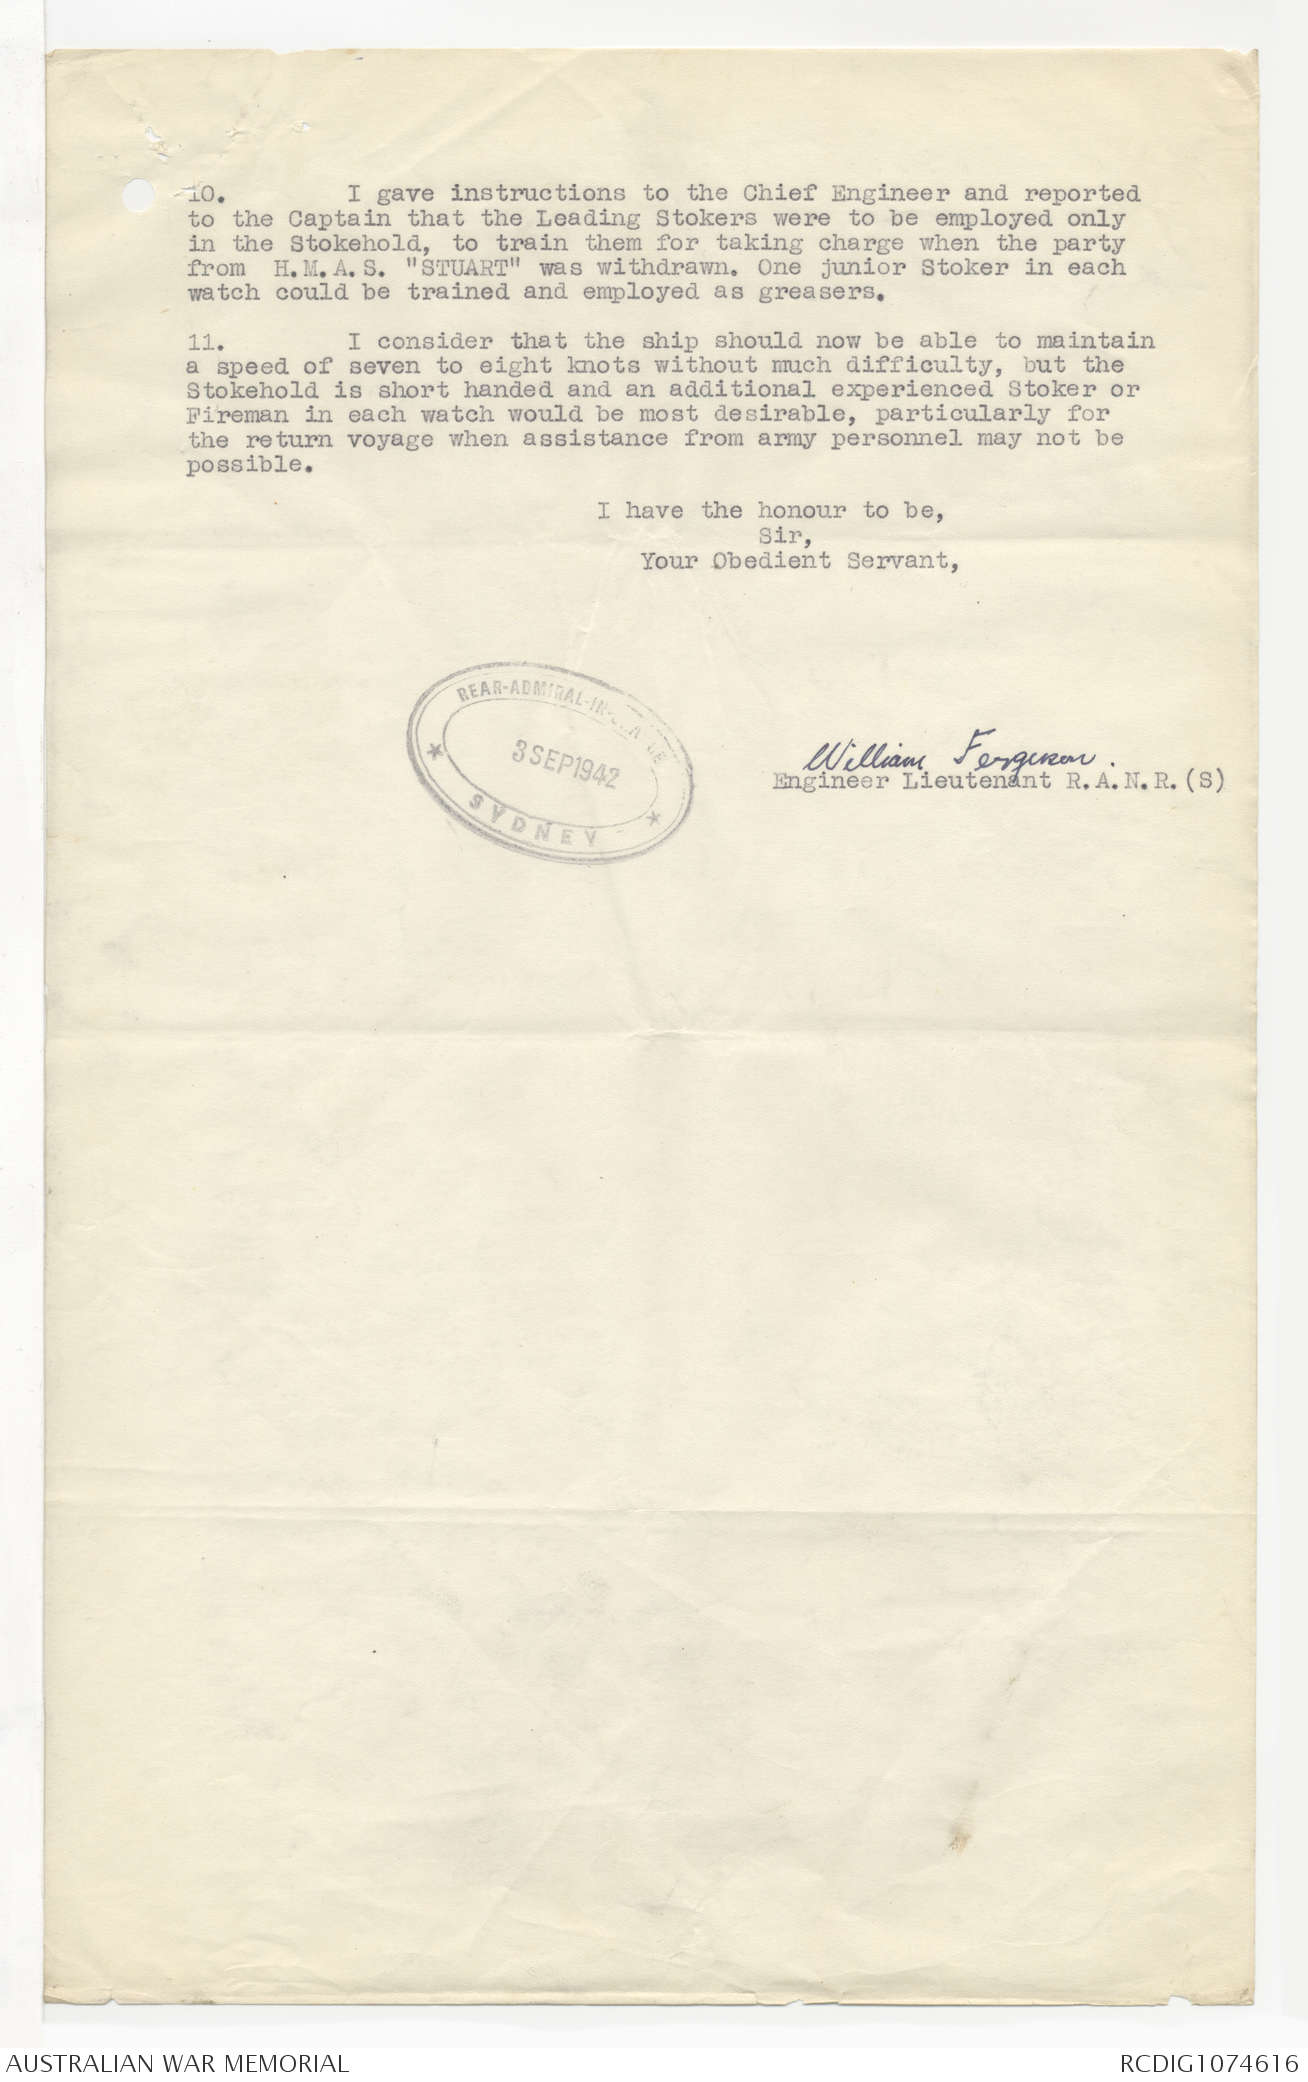 10. I gave instructions to the Chief Engineer and reported
to the Captain that the Leading Stokers were to be employed only
in the Stokehold, to train them for taking charge when the party
from H.M.A.S. "STUART" was withdrawn. One junior Stoker in each
watch could be trained and employed as greasers.
11. I consider that the ship should now be able to maintain
a speed of seven to eight knots without much difficulty, but the
Stokehold is short handed and an additional experienced Stoker or
Fireman in each watch would be most desirable, particularly for
the return voyage when assistance from army personnel may not be
possible.
I have the honour to be,
Sir,
Your Obedient Servant,
REAR-ADMIRAL-IN-
3 SEP 1942
SYDNEY
William Ferguson.
Engineer Lieutenant R.A.N.R.(S)
AUSTRALIAN WAR MEMORIAL
RCDIG1074616